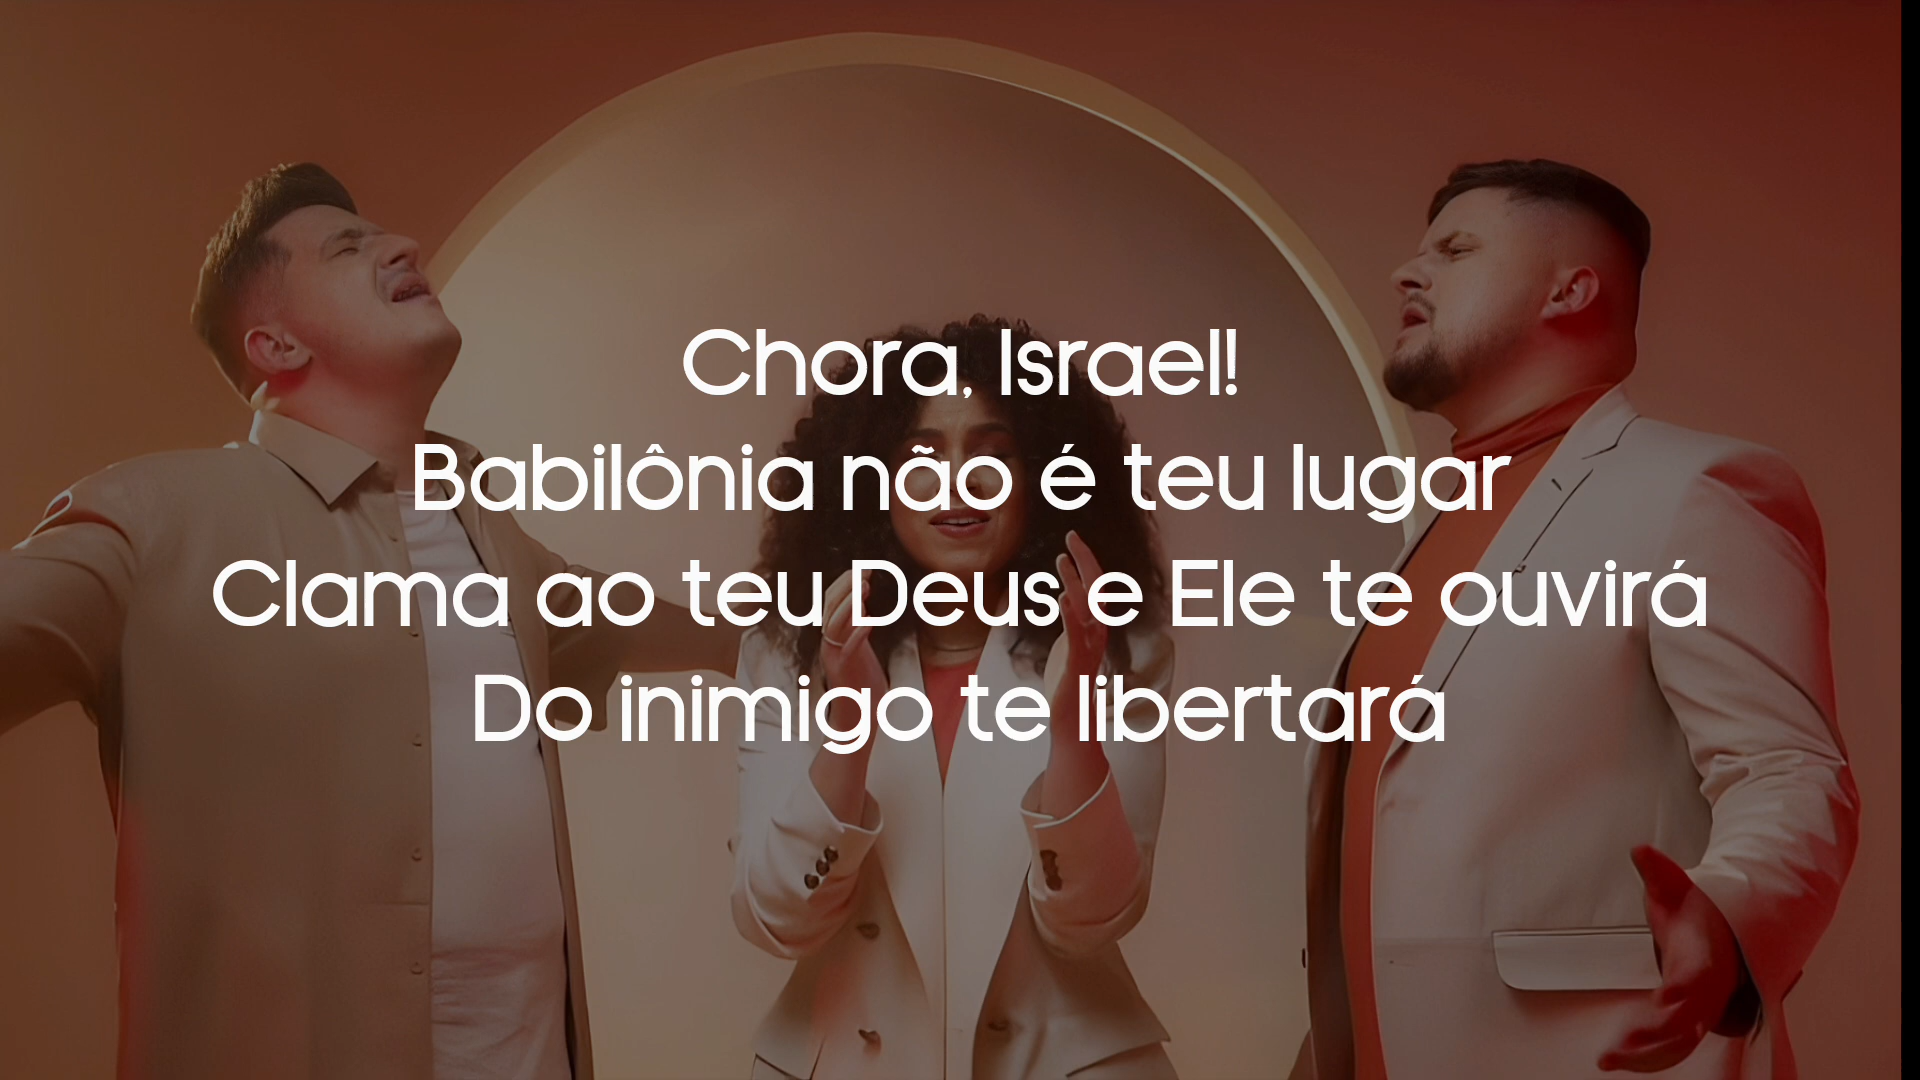 Chora, Israel!
Babilônia não é teu lugar
Clama ao teu Deus e Ele te ouvirá
Do inimigo te libertará